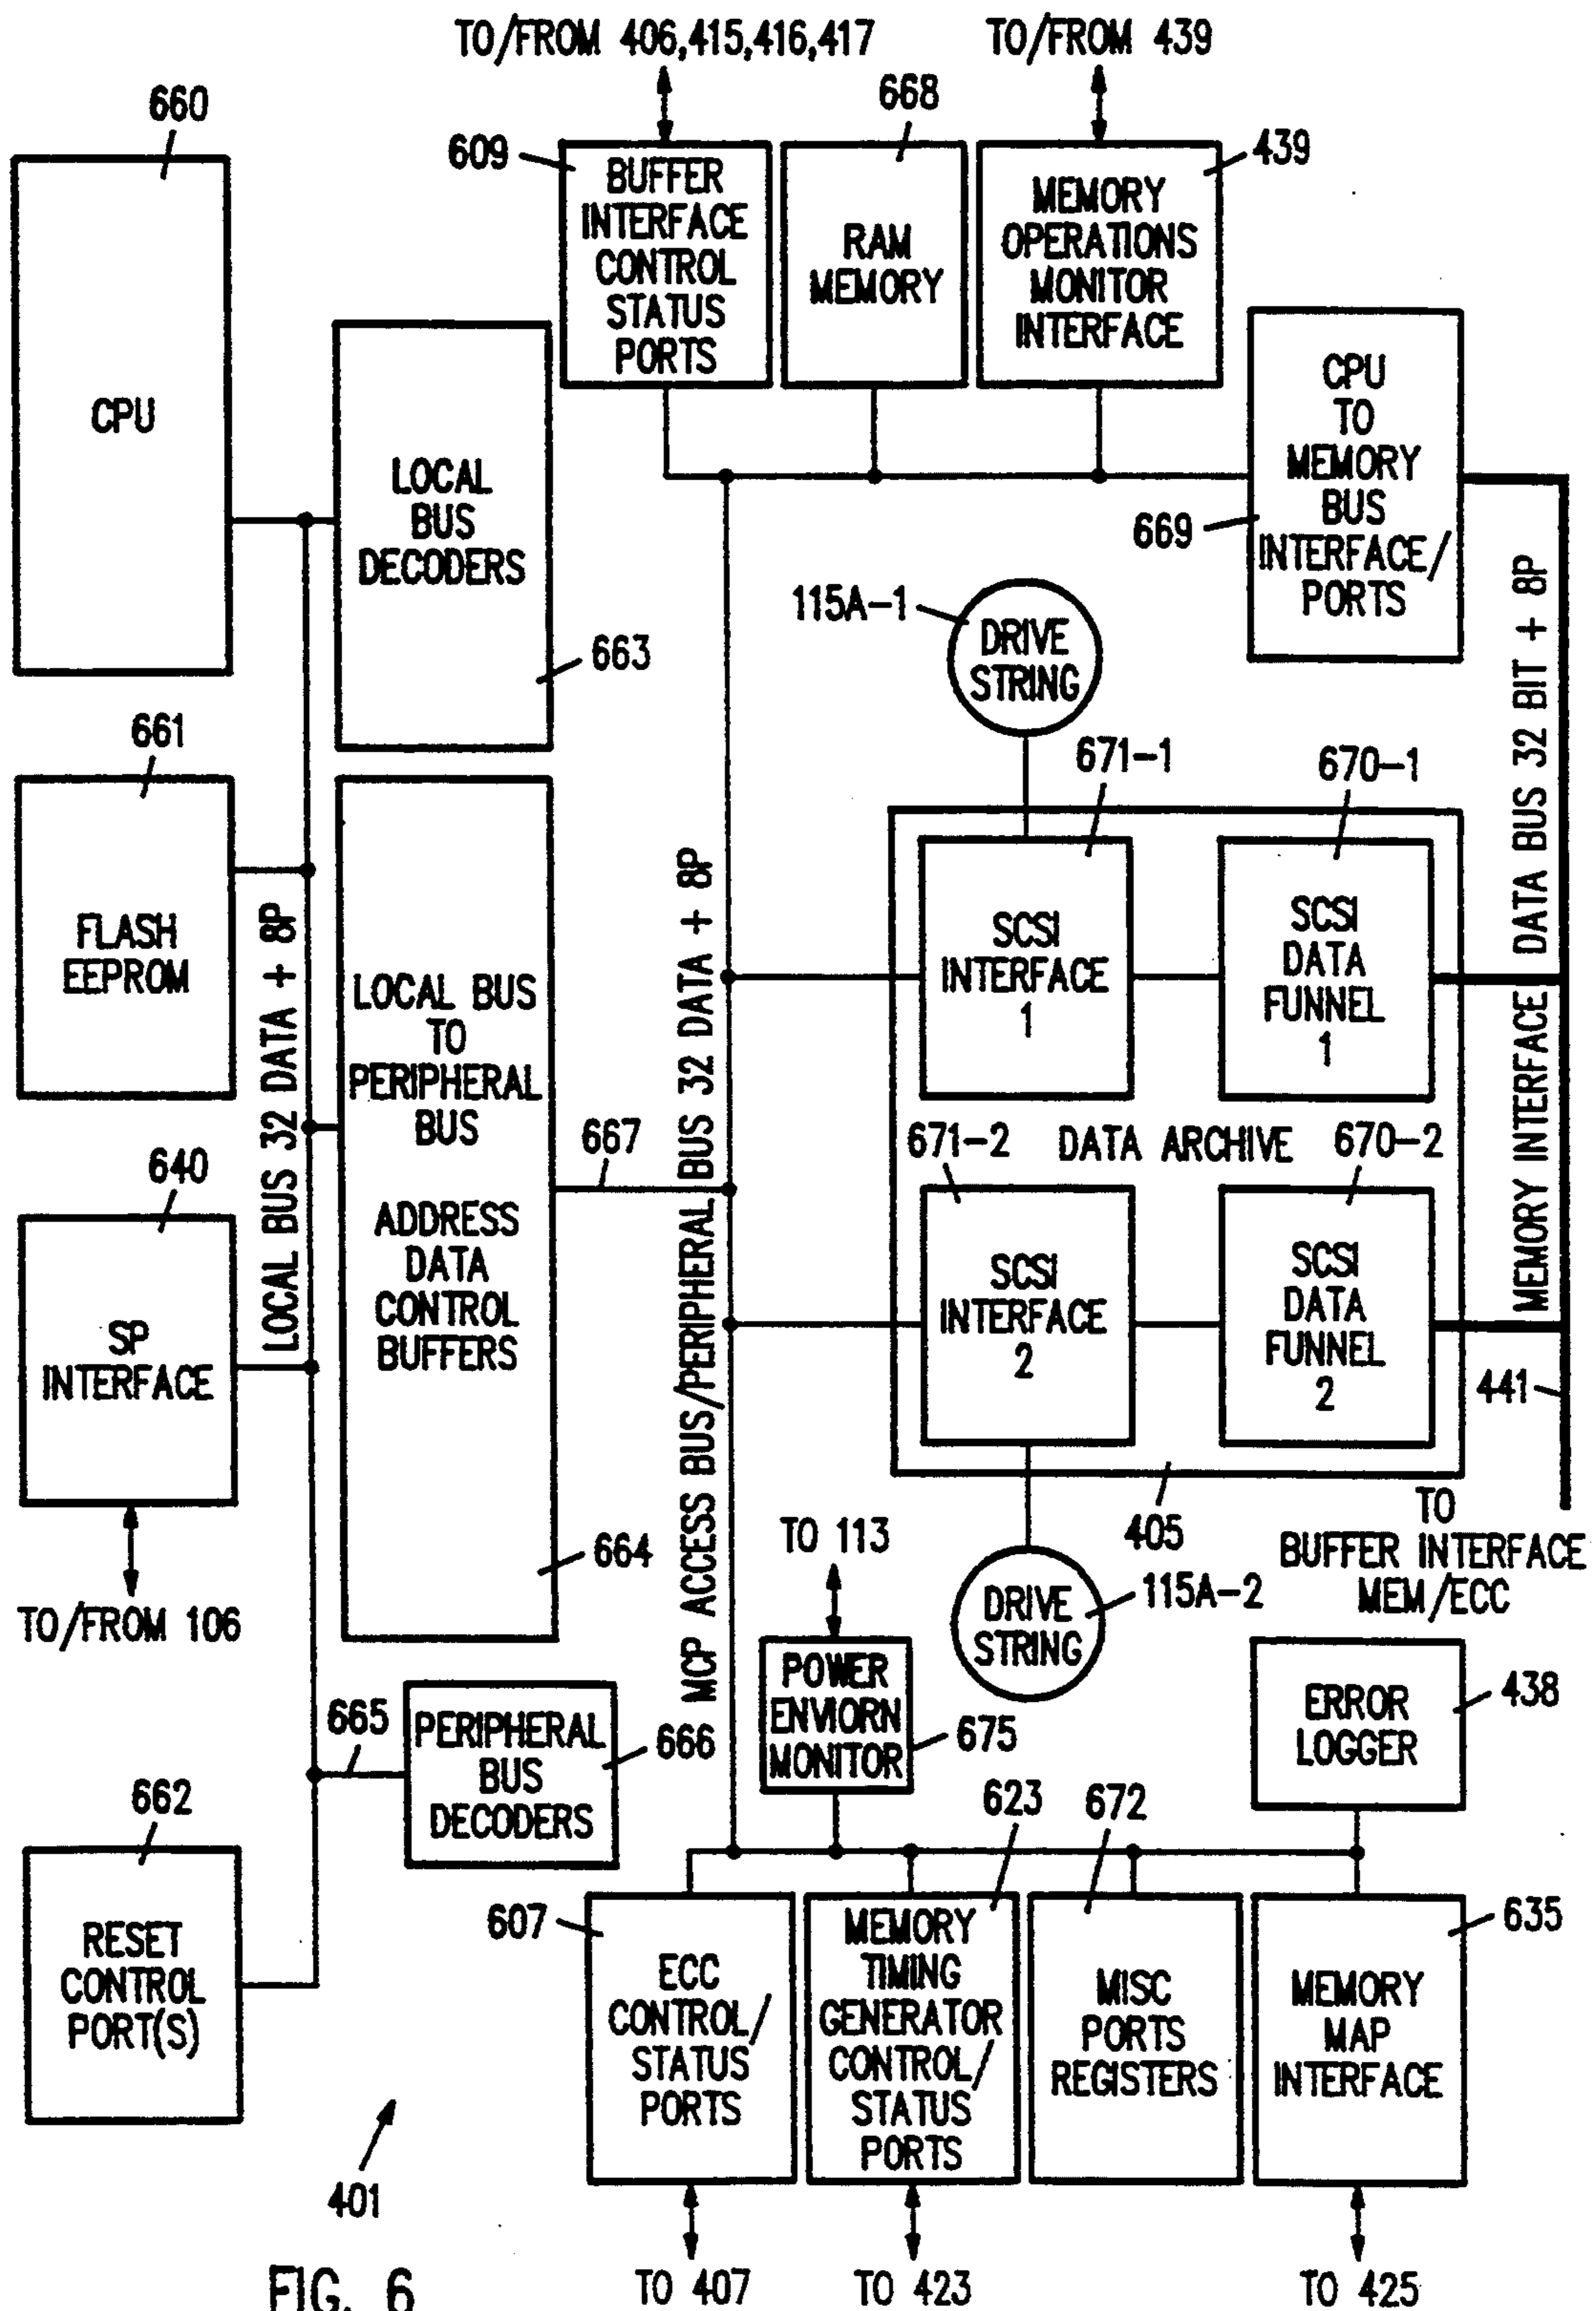 TO/FROM 406,415,416,417
TO/FROM 439
660
668
609
439
BUFFER
INTERFACE
CONTROL
STATUS
PORTS
RAM
MEMORY
MEMORY
OPERATIONS
MONITOR
INTERFACE
CPU
LOCAL
BUS
DECODERS
663
CPU
TO
MEMORY
BUS
INTERFACE/
PORTS
669
115A-1
DRIVE
STRING
661
FLASH
EEPROM
671-1
670-1
SCSI
INTERFACE
1
SCSI
DATA
FUNNEL
1
MEMORY INTERFACE DATA BUS 32 BIT + 8P
LOCAL BUS 32 DATA + 8P
LOCAL BUS
TO
PERIPHERAL
BUS
ADDRESS
DATA
CONTROL
BUFFERS
664
667
MCP ACCESS BUS/PERIPHERAL BUS 32 DATA + 8P
671-2
DATA ARCHIVE
670-2
SCSI
INTERFACE
2
SCSI
DATA
FUNNEL
2
441
640
SP
INTERFACE
TO/FROM 106
405
TO
BUFFER INTERFACE
MEM/ECC
TO 113
DRIVE
STRING
115A-2
POWER
ENVIORN
MONITOR
675
ERROR
LOGGER
438
665
PERIPHERAL
BUS
DECODERS
666
662
RESET
CONTROL
PORT(S)
623
672
607
ECC
CONTROL/
STATUS
PORTS
MEMORY
TIMING
GENERATOR
CONTROL/
STATUS
PORTS
MISC
PORTS
REGISTERS
635
MEMORY
MAP
INTERFACE
401
TO 407
TO 423
TO 425
FIG. 6